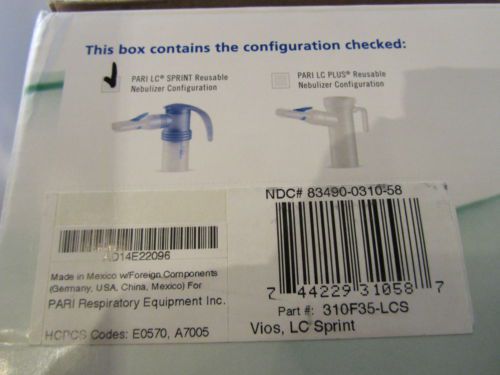 This box contains the configuration checked:
PARI LC® SPRINT Reusable
Nebulizer Configuration
PARI LC PLUS® Reusable
Nebulizer Configuration
NDC# 83490-0310-58
AD14E22096
Made in Mexico w/Foreign Components
(Germany, USA, China, Mexico) For
PARI Respiratory Equipment Inc.
HCPCS Codes: E0570, A7005
7 44229 31058 7
Part #: 310F35-LCS
Vios, LC Sprint